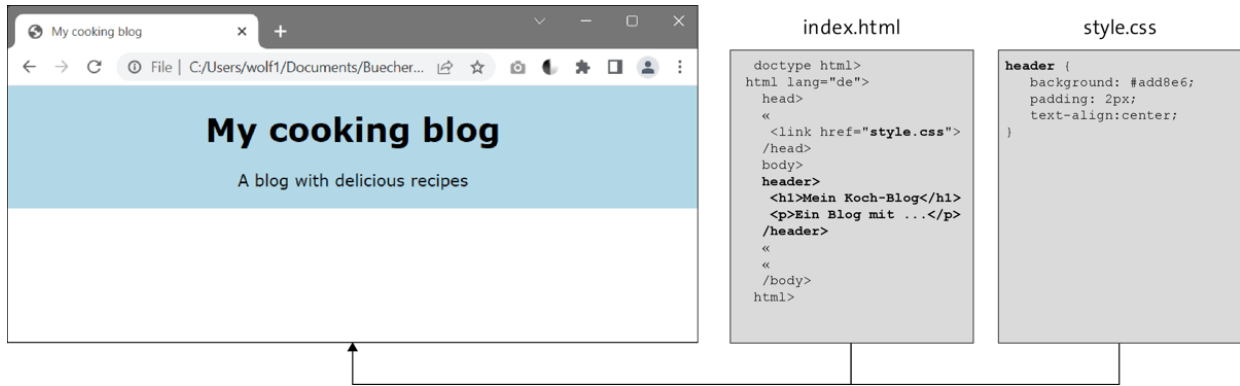 My cooking blog
File | C:/Users/wolf1/Documents/Buecher...
My cooking blog
A blog with delicious recipes
index.html
doctype html>
html lang="de">
head>
«
<link href="style.css">
/head>
body>
header>
<h1>Mein Koch-Blog</h1>
<p>Ein Blog mit ...</p>
/header>
«
«
/body>
html>
style.css
header {
background: #add8e6;
padding: 2px;
text-align:center;
}